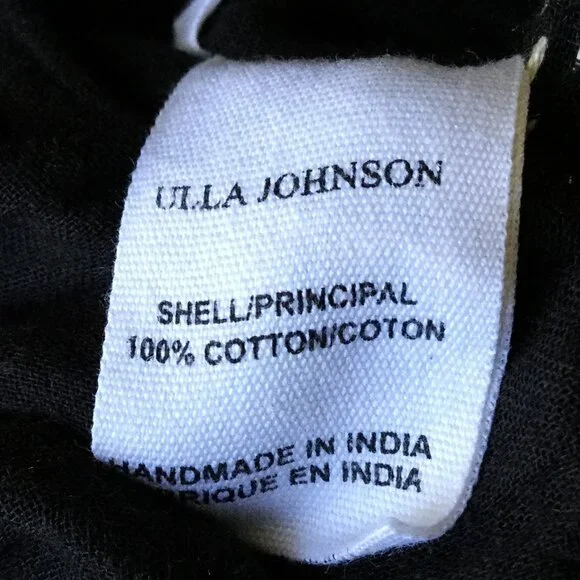 ULLA JOHNSON
SHELL/PRINCIPAL
100% COTTON/COTON
HANDMADE IN INDIA
EN INDIA